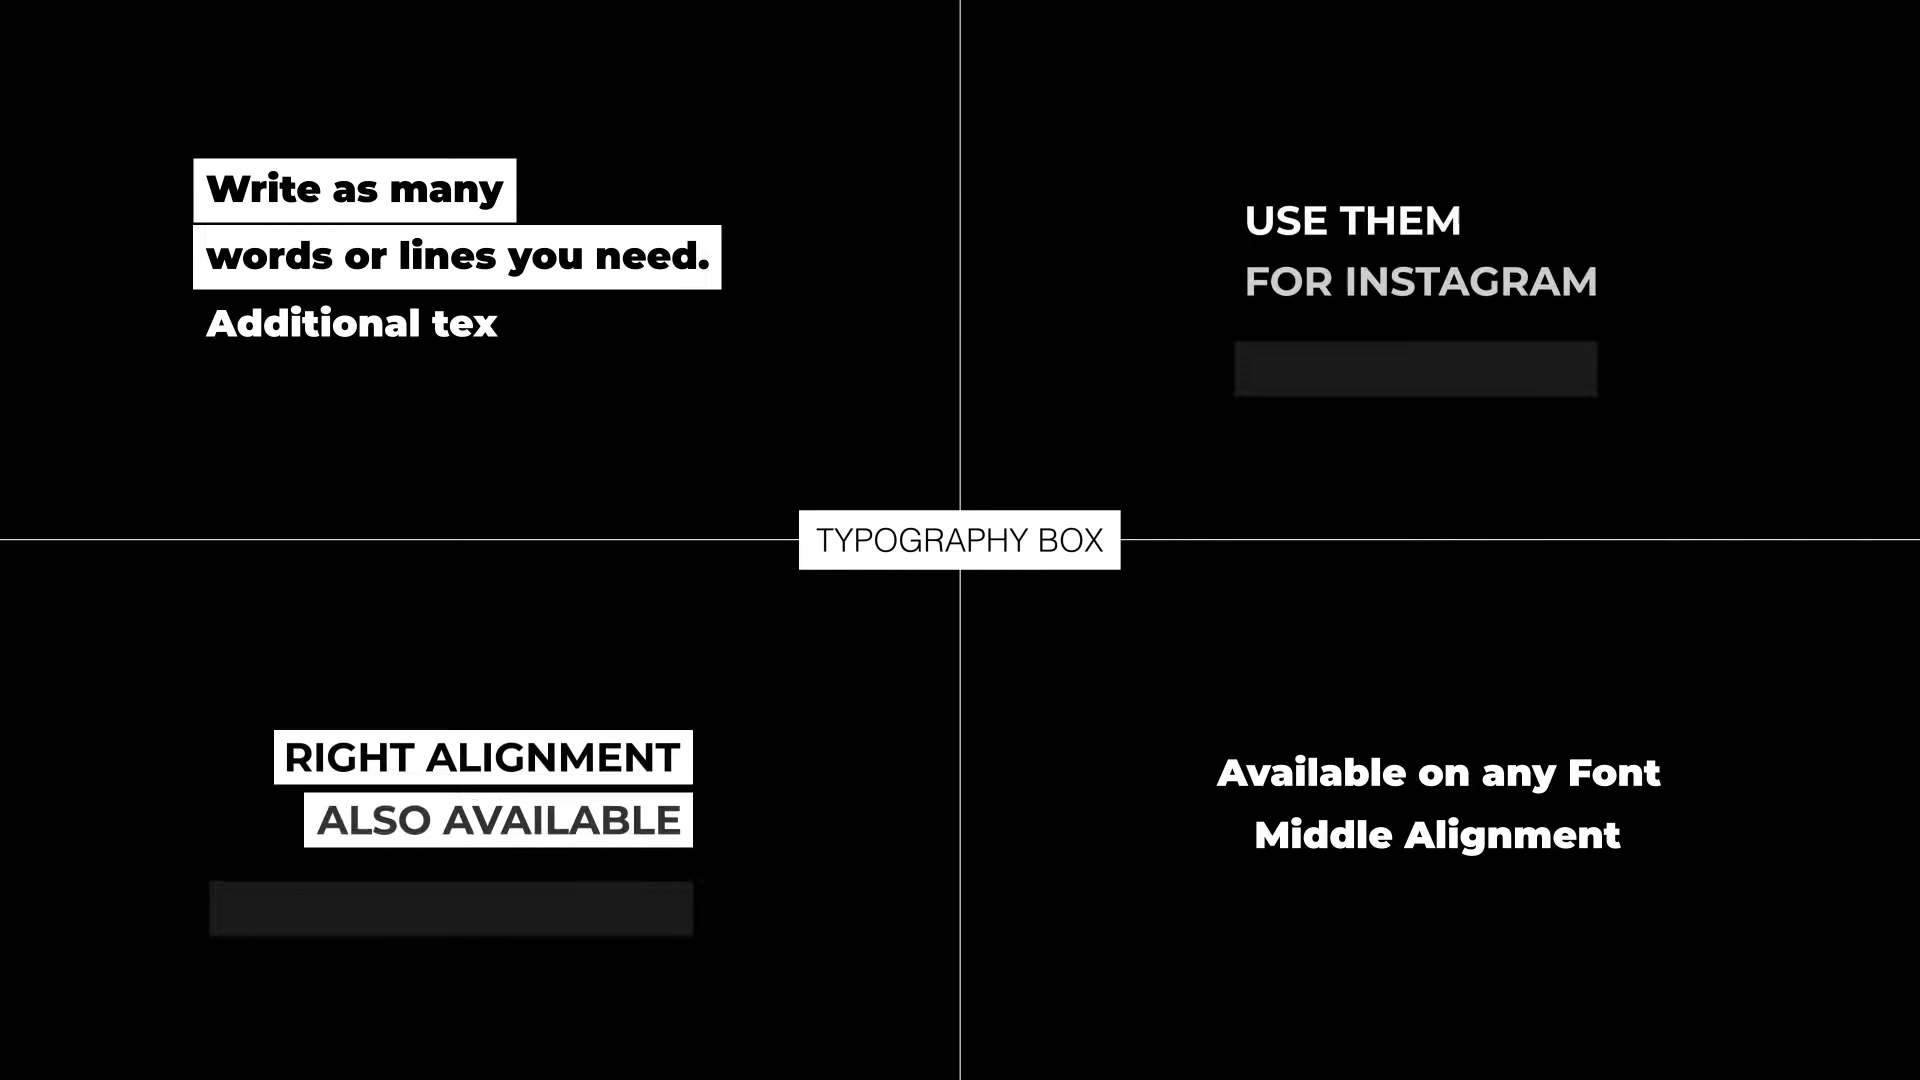 Write as many
words or lines you need.
Additional tex
USE THEM
FOR INSTAGRAM
TYPOGRAPHY BOX
RIGHT ALIGNMENT
ALSO AVAILABLE
Available on any Font
Middle Alignment